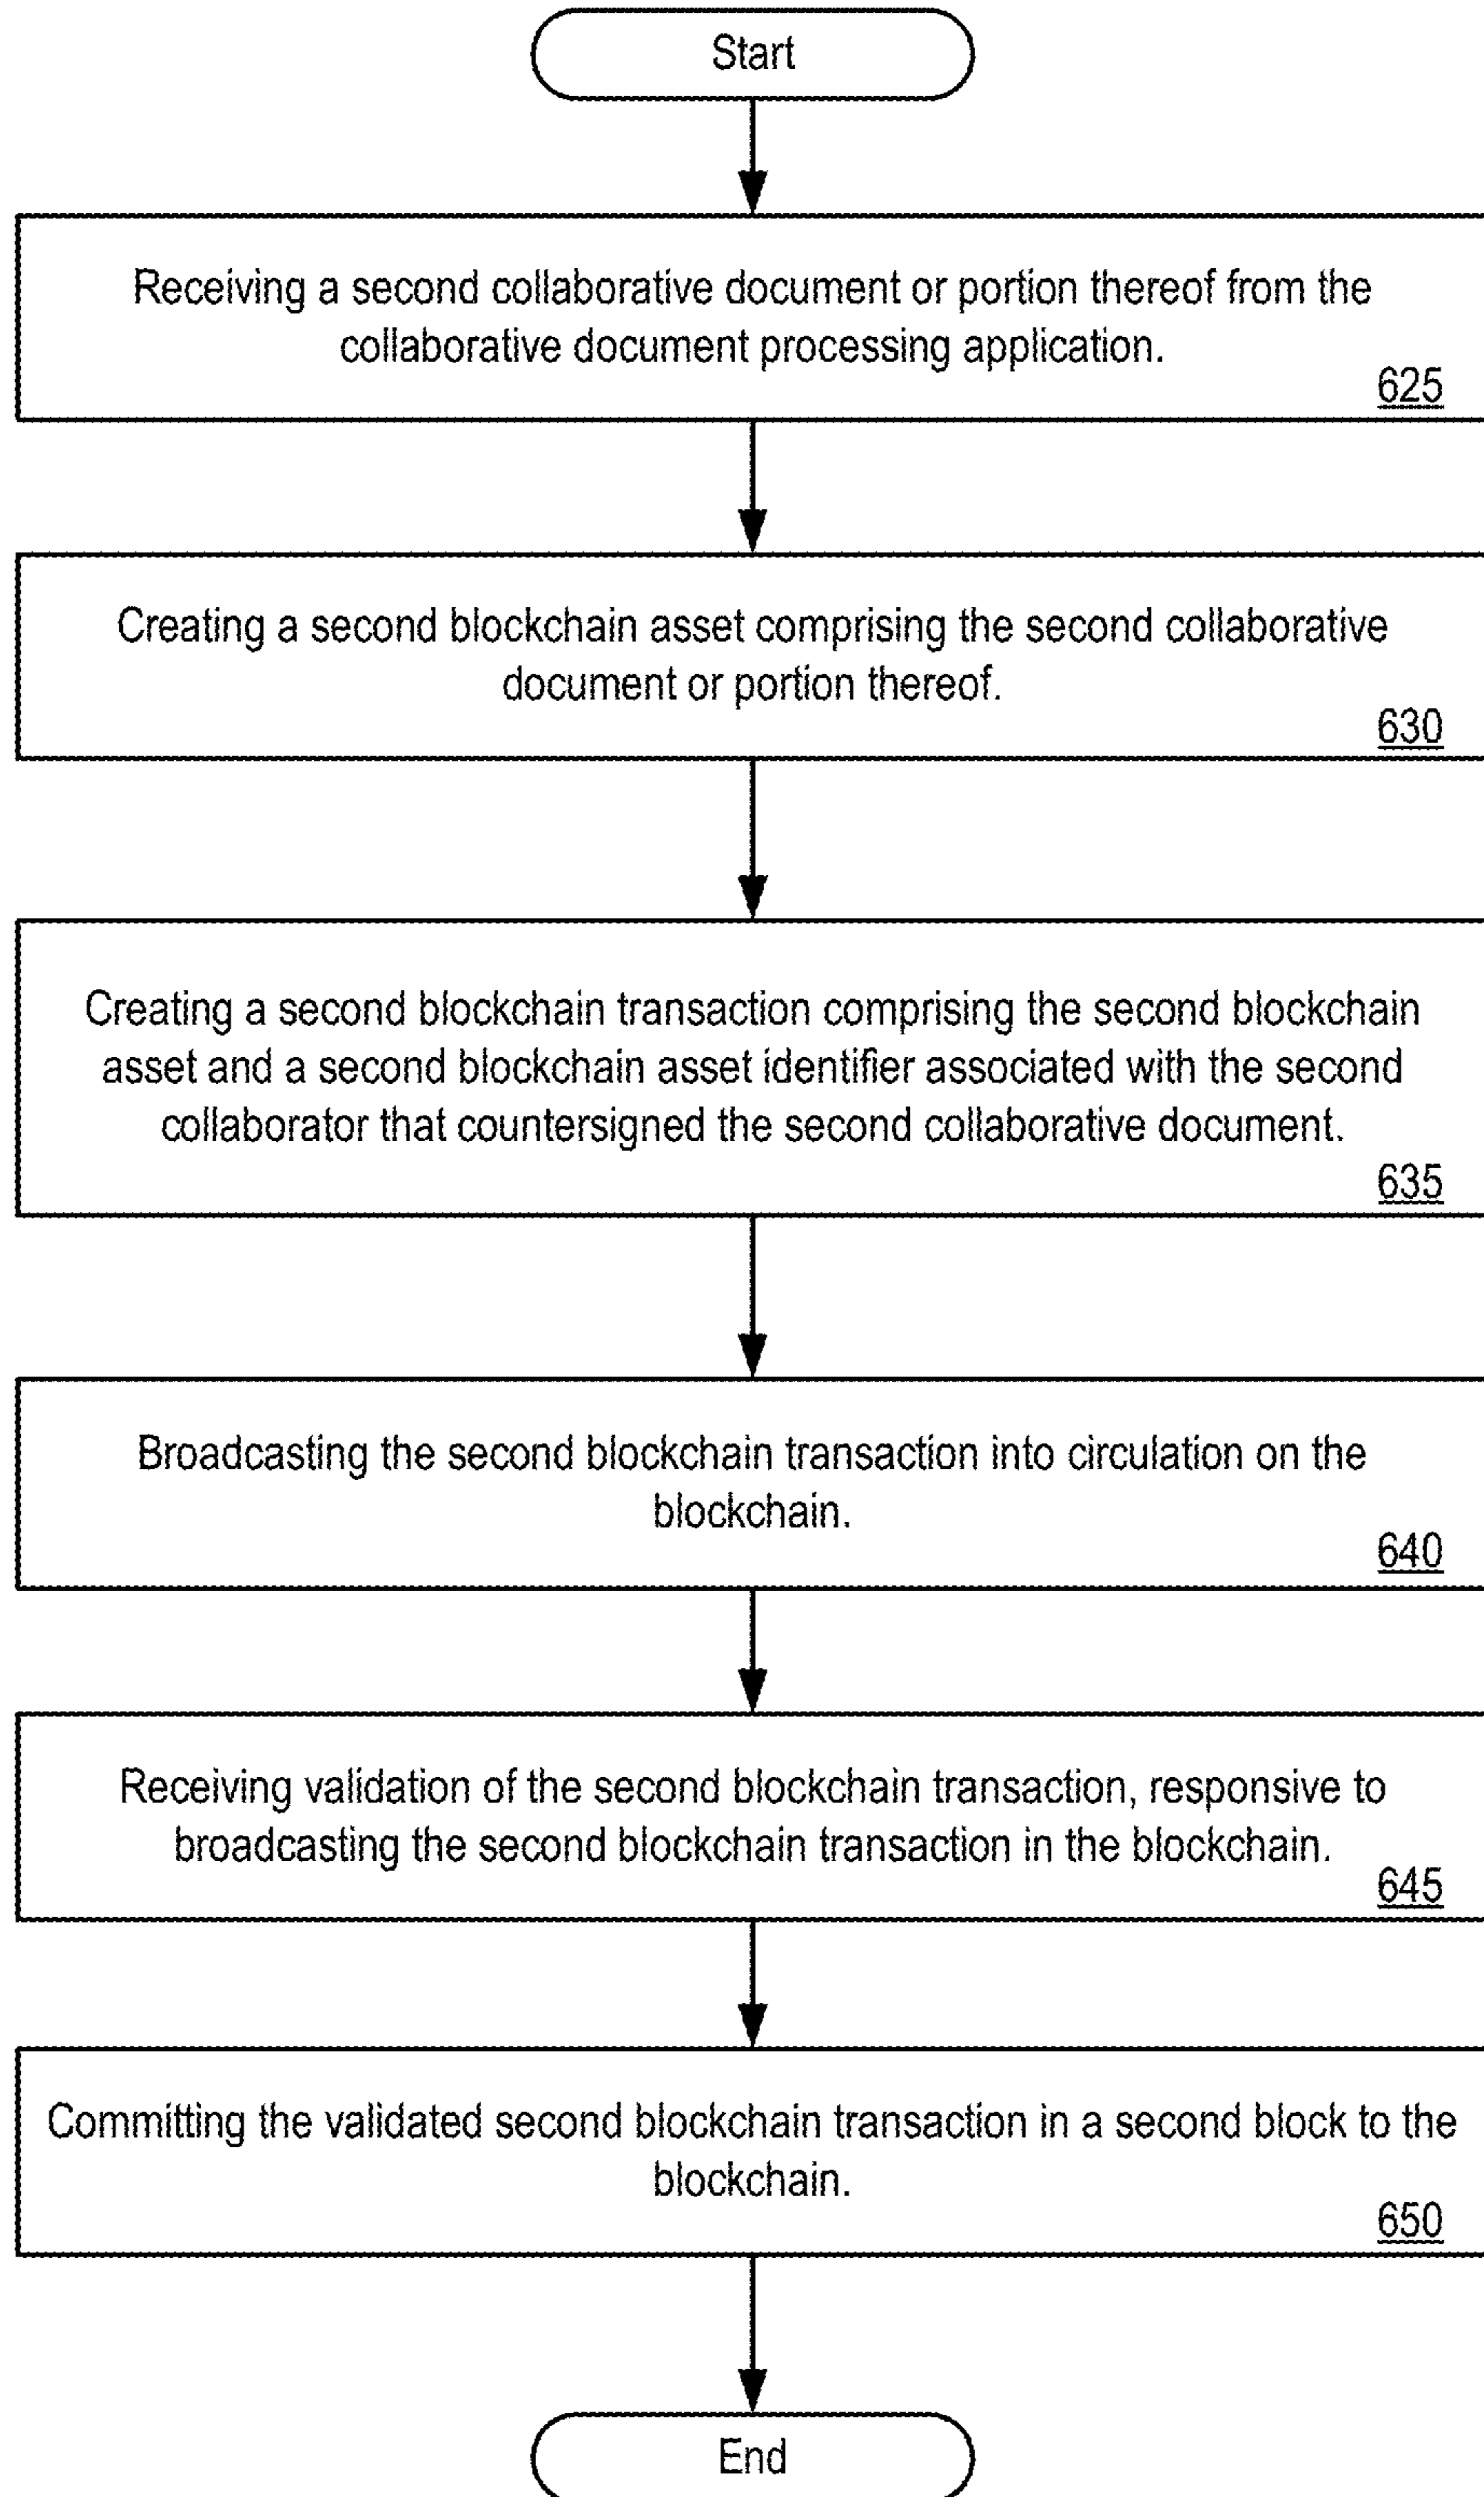 Start
Receiving a second collaborative document or portion thereof from the
collaborative document processing application.
625
Creating a second blockchain asset comprising the second collaborative
document or portion thereof.
630
Creating a second blockchain transaction comprising the second blockchain
asset and a second blockchain asset identifier associated with the second
collaborator that countersigned the second collaborative document.
635
Broadcasting the second blockchain transaction into circulation on the
blockchain.
640
Receiving validation of the second blockchain transaction, responsive to
broadcasting the second blockchain transaction in the blockchain.
645
Committing the validated second blockchain transaction in a second block to the
blockchain.
650
End